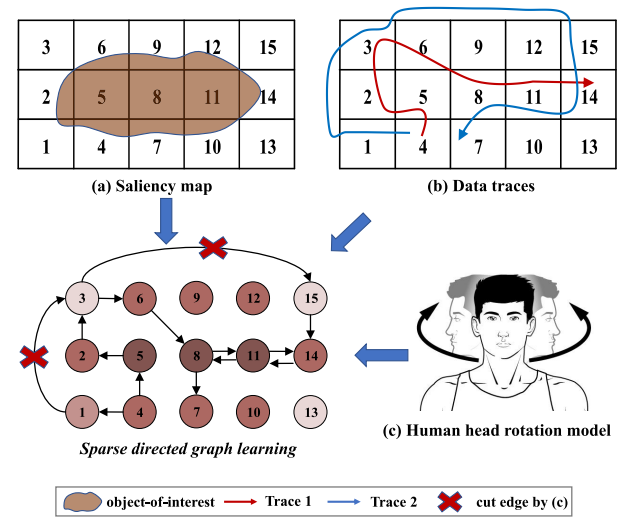 3 6 9 12 15
2 5 8 11 14
1 4 7 10 13
(a) Saliency map
3 6 9 12 15
2 5 8 11 14
1 4 7 10 13
(b) Data traces
3 6 9 12 15
2 5 8 11 14
1 4 7 10 13
Sparse directed graph learning
(c) Human head rotation model
object-of-interest Trace 1 Trace 2 cut edge by (c)